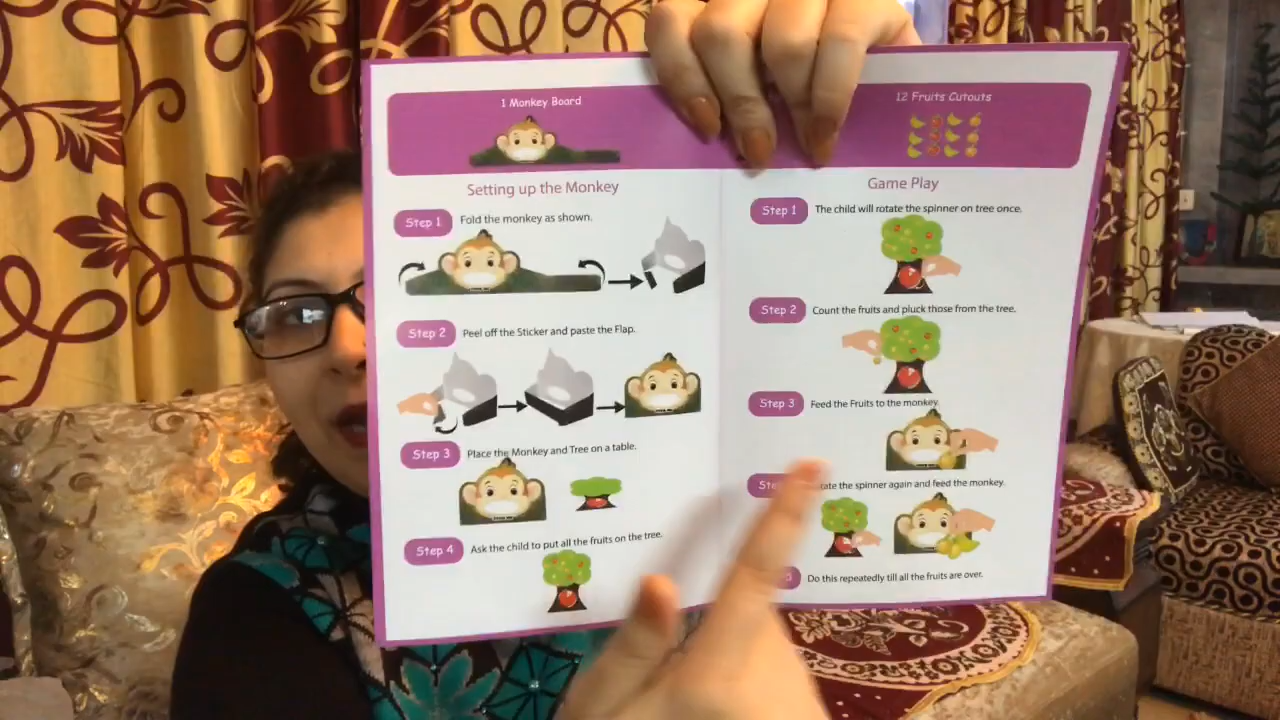 1 Monkey Board
12 Fruits Cutouts
Setting up the Monkey
Step 1 Fold the monkey as shown.
Step 2 Peel off the Sticker and paste the Flap.
Step 3 Place the Monkey and Tree on a table.
Step 4 Ask the child to put all the fruits on the tree.
Game Play
Step 1 The child will rotate the spinner on tree once.
Step 2 Count the fruits and pluck those from the tree.
Step 3 Feed the Fruits to the monkey.
the spinner again and feed the monkey.
Do this repeatedly till all the fruits are over.